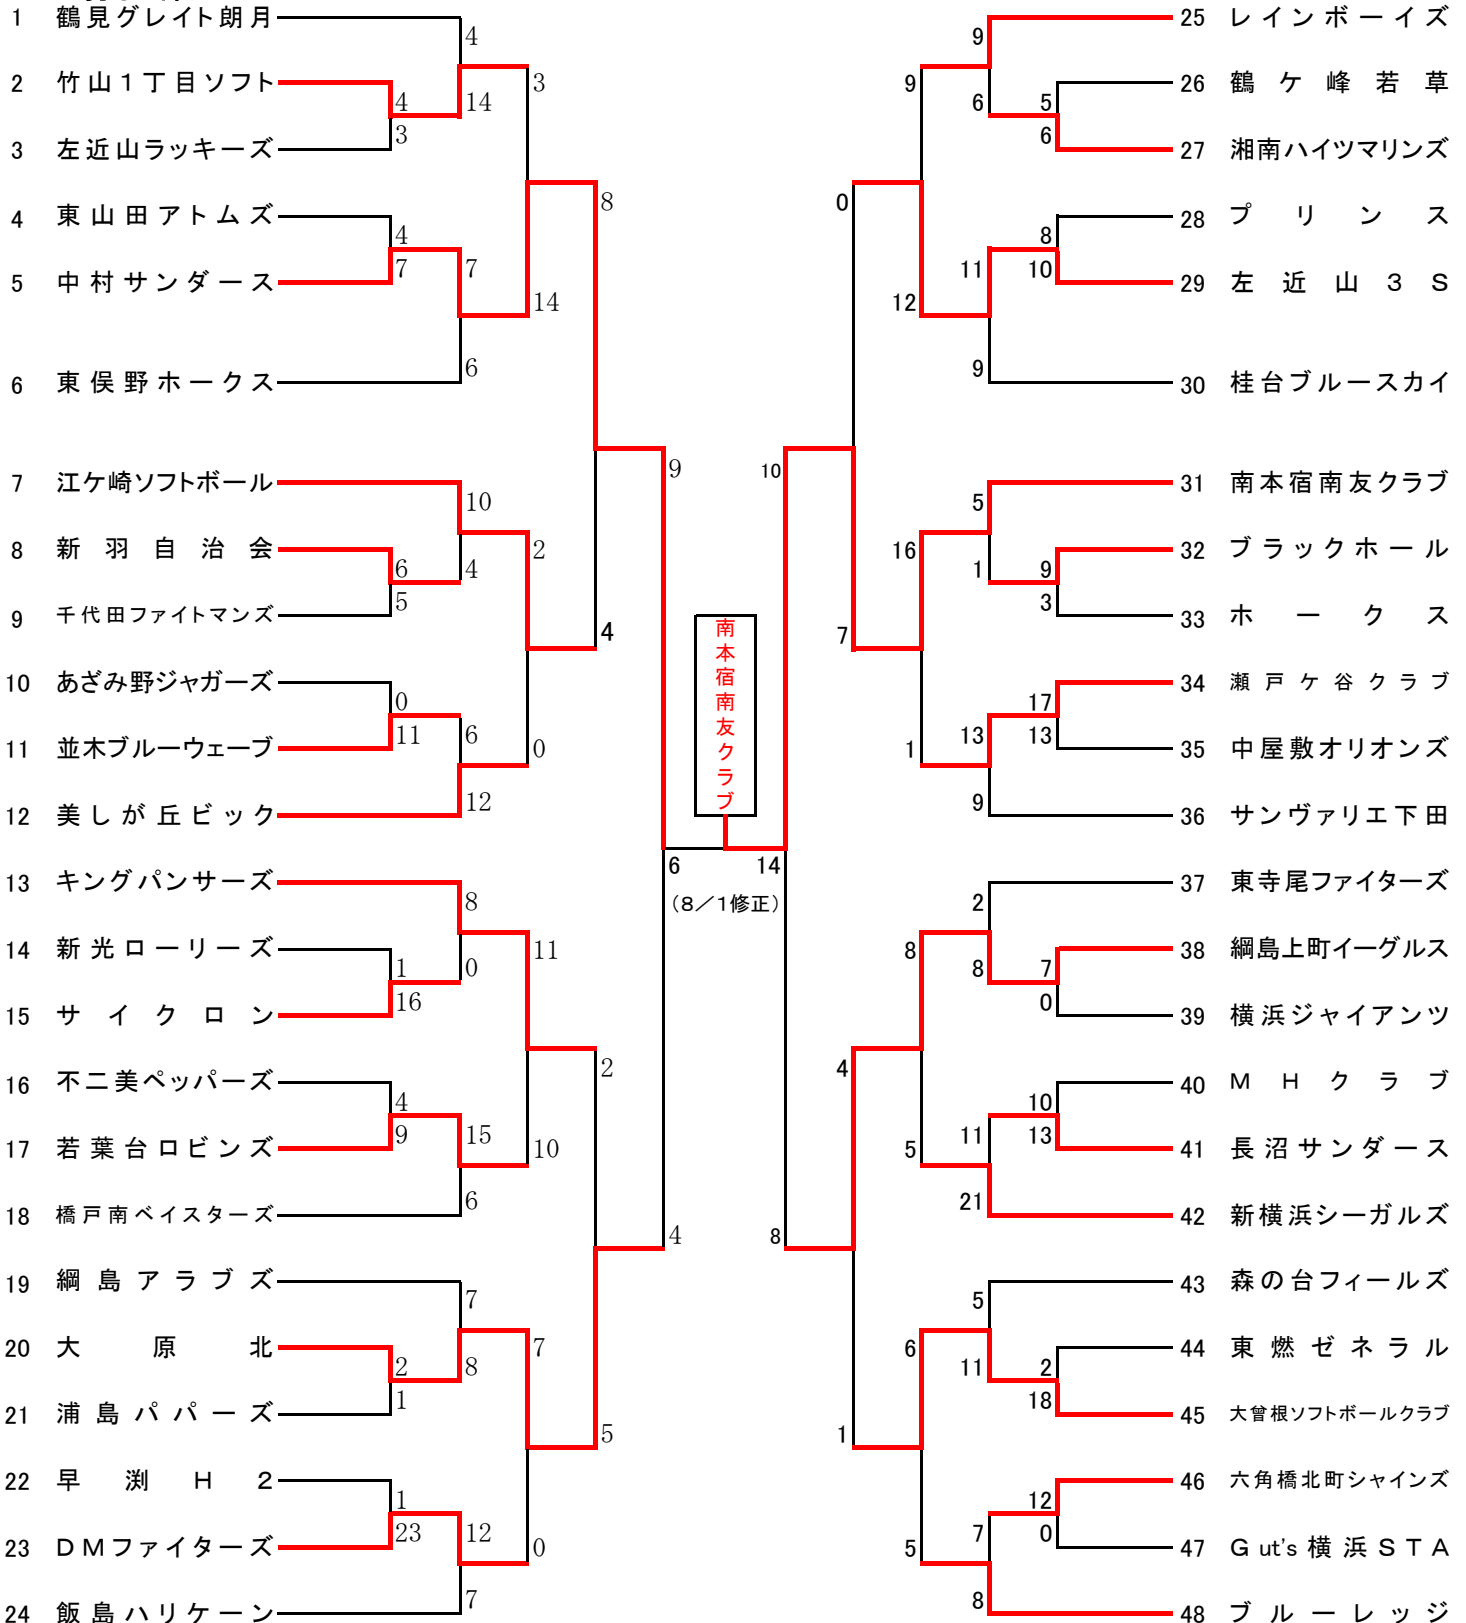 1 鶴見グレイト朗月
2 竹山1丁目ソフト
3 左近山ラッキーズ
4 東山田アトムズ
5 中村サンダース
6 東俣野ホークス
7 江ケ崎ソフトボール
8 新羽自治会
9 千代田ファイトマンズ
10 あざみ野ジャガーズ
11 並木ブルーウェーブ
12 美しが丘ビック
13 キングパンサーズ
14 新光ローリーズ
15 サイクロン
16 不二美ペッパーズ
17 若葉台ロビンズ
18 橋戸南ベイスターズ
19 綱島アラブズ
20 大原北
21 浦島パパーズ
22 早渕H2
23 DMファイターズ
24 飯島ハリケーン
4
14
4
3
3
4
7
7
6
14
8
10
6
5
4
2
0
11
6
12
0
4
9
8
1
16
0
11
4
9
15
6
10
2
7
2
1
8
7
1
23
12
7
0
5
4
6
14
(8/1修正)
南本宿南友クラブ
9
6
5
6
9
8
10
11
9
12
0
5
9
3
1
16
17
13
13
9
1
7
10
2
7
0
8
8
10
13
11
21
5
4
5
2
18
11
6
12
0
7
8
5
1
8
25 レインボーイズ
26 鶴ケ峰若草
27 湘南ハイツマリンズ
28 プリンス
29 左近山3S
30 桂台ブルースカイ
31 南本宿南友クラブ
32 ブラックホール
33 ホークス
34 瀬戸ケ谷クラブ
35 中屋敷オリオンズ
36 サンヴァリエ下田
37 東寺尾ファイターズ
38 綱島上町イーグルス
39 横浜ジャイアンツ
40 MHクラブ
41 長沼サンダース
42 新横浜シーガルズ
43 森の台フィールズ
44 東燃ゼネラル
45 大曾根ソフトボールクラブ
46 六角橋北町シャインズ
47 Gut's横浜STA
48 ブルーレッジ